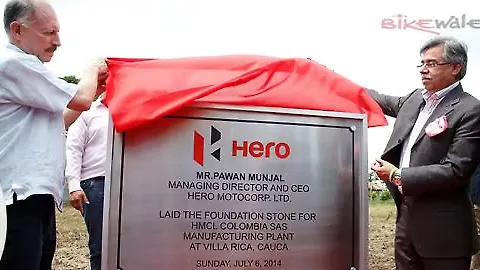 BIKEWALE
Hero
MR.PAWAN MUNJAL
MANAGING DIRECTOR AND CEO
HERO MOTOCORP. LTD.
LAID THE FOUNDATION STONE FOR
HMCL COLOMBIA SAS
MANUFACTURING PLANT
AT VILLA RICA, CAUCA
SUNDAY, JULY 6, 2014